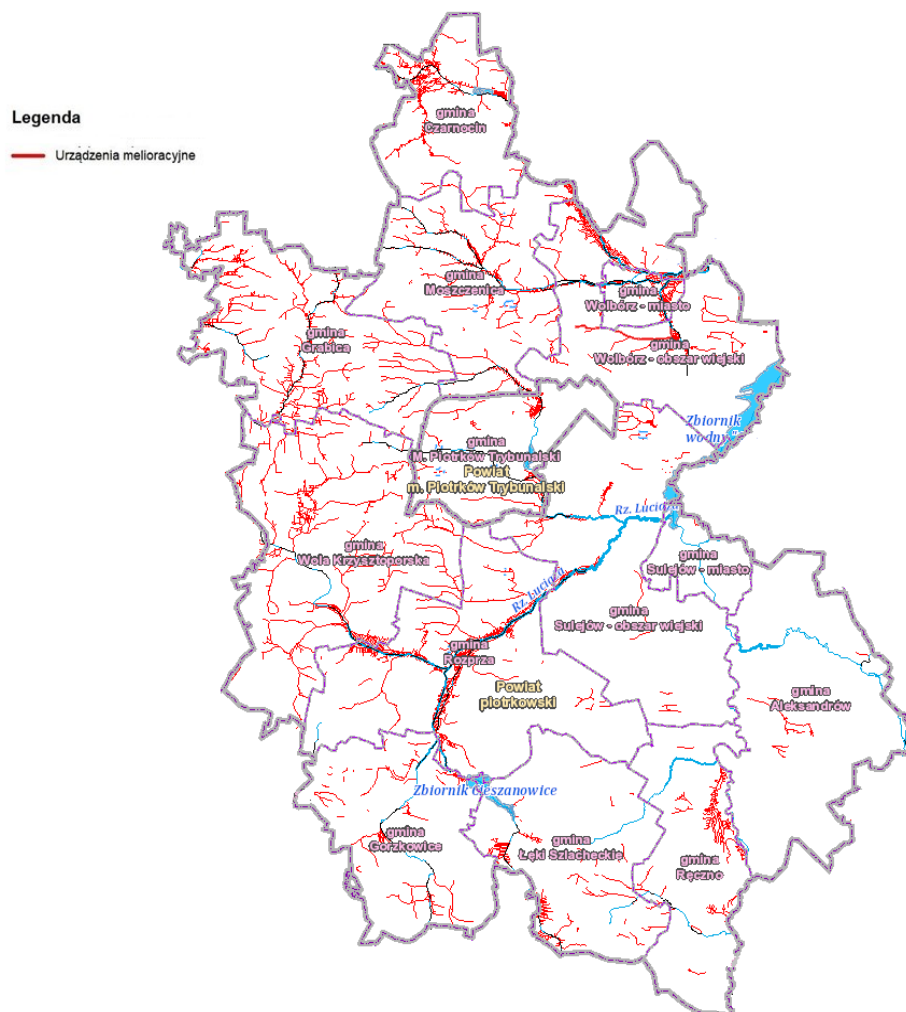 Legenda
Urządzenia melioracyjne
gmina
Czarnocin
gmina
Moszczenica
gmina
Wolbórz - miasto
gmina
Grabica
gmina
Wolbórz - obszar wiejski
Zbiornik
wodny "
gmina
M. Piotrków Trybunalski
Powiat
m. Piotrków Trybunalski
Rz. Luciąża
gmina
Wola Krzysztoporska
gmina
Sulejów - miasto
Rz. Luciąża
gmina
Sulejów - obszar wiejski
gmina
Rozprza
Powiat
piotrkowski
gmina
Aleksandrów
Zbiornik Cieszanowice
gmina
Gorzkowice
gmina
Łęki Szlacheckie
gmina
Ręczno